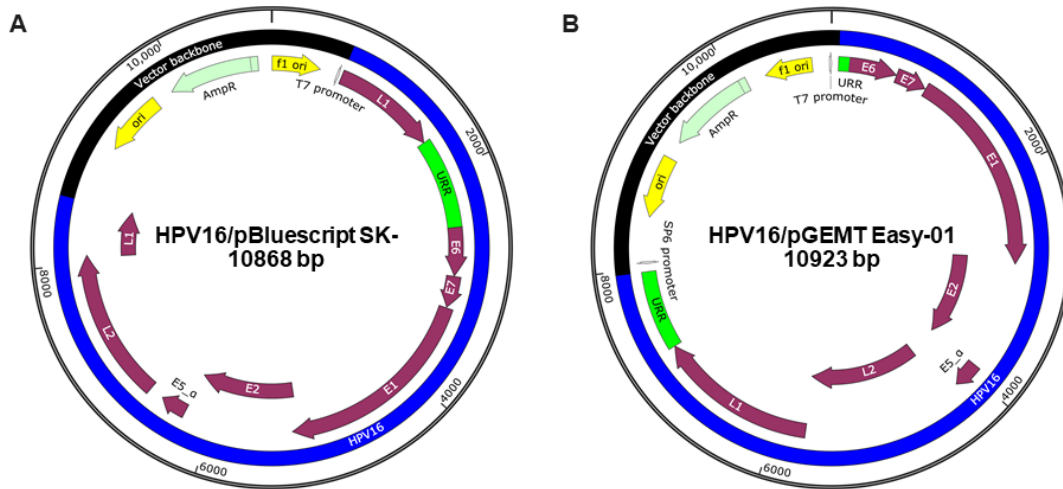 A
10,000
Vector backbone
f1 ori
AmpR
T7 promoter
L1
ori
2000
URR
HPV16/pBluescript SK-
10868 bp
L1
E6
E7
8000
L2
E5_α
E2
E1
4000
HPV16
6000
B
10,000
Vector backbone
f1 ori
E6
E7
URR
T7 promoter
AmpR
2000
E1
ori
SP6 promoter
HPV16/pGEMT Easy-01
10923 bp
E2
8000
URR
L2
E5_α
L1
HPV16
4000
6000